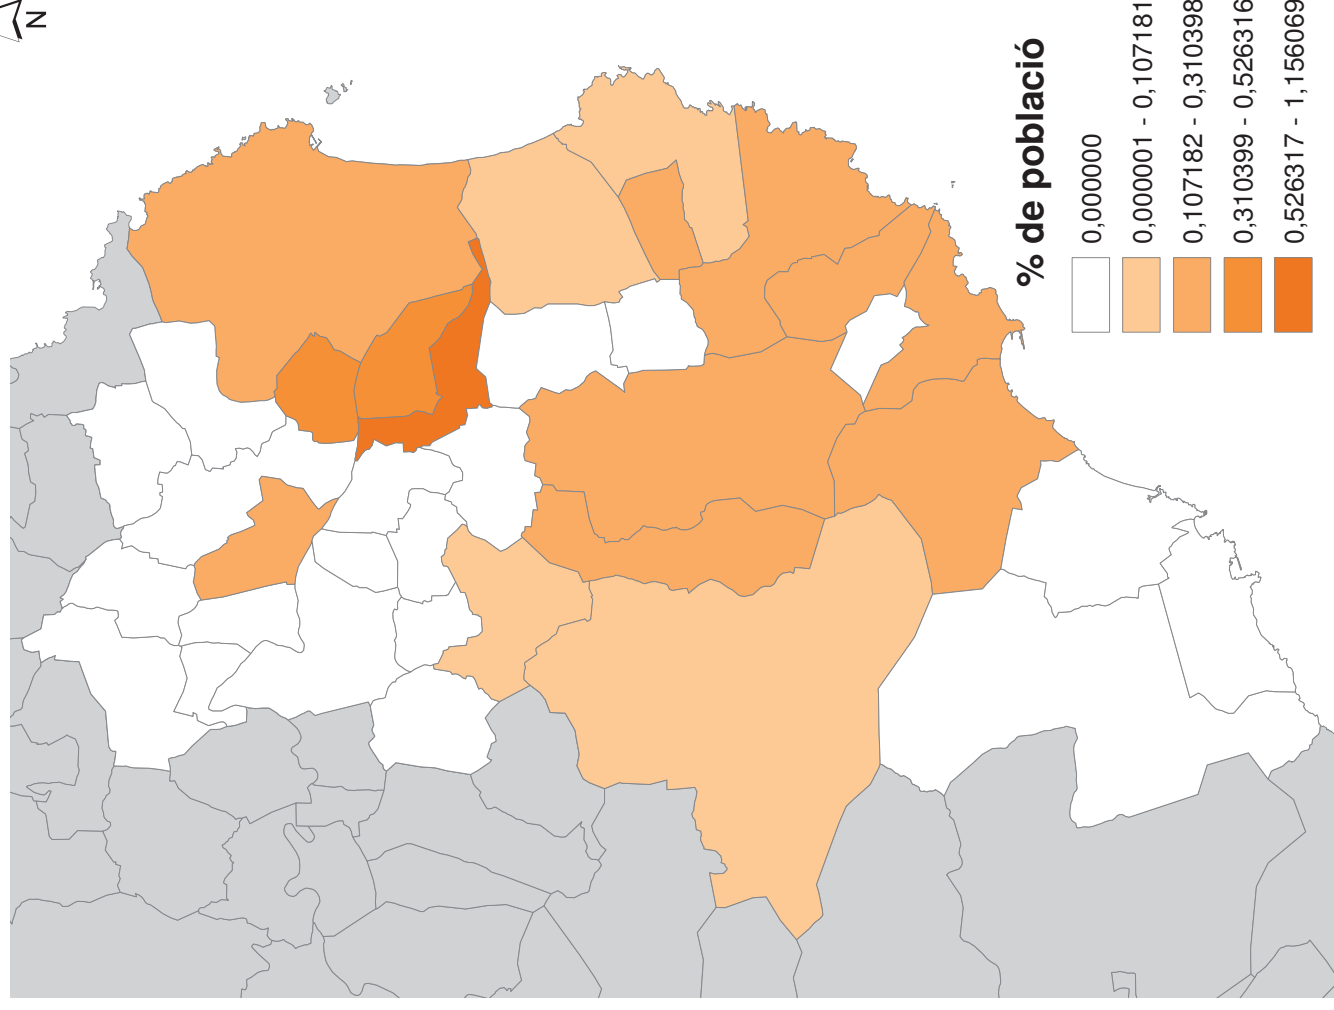 N
% de població
0,000000
0,000001 - 0,107181
0,107182 - 0,310398
0,310399 - 0,526316
0,526317 - 1,156069